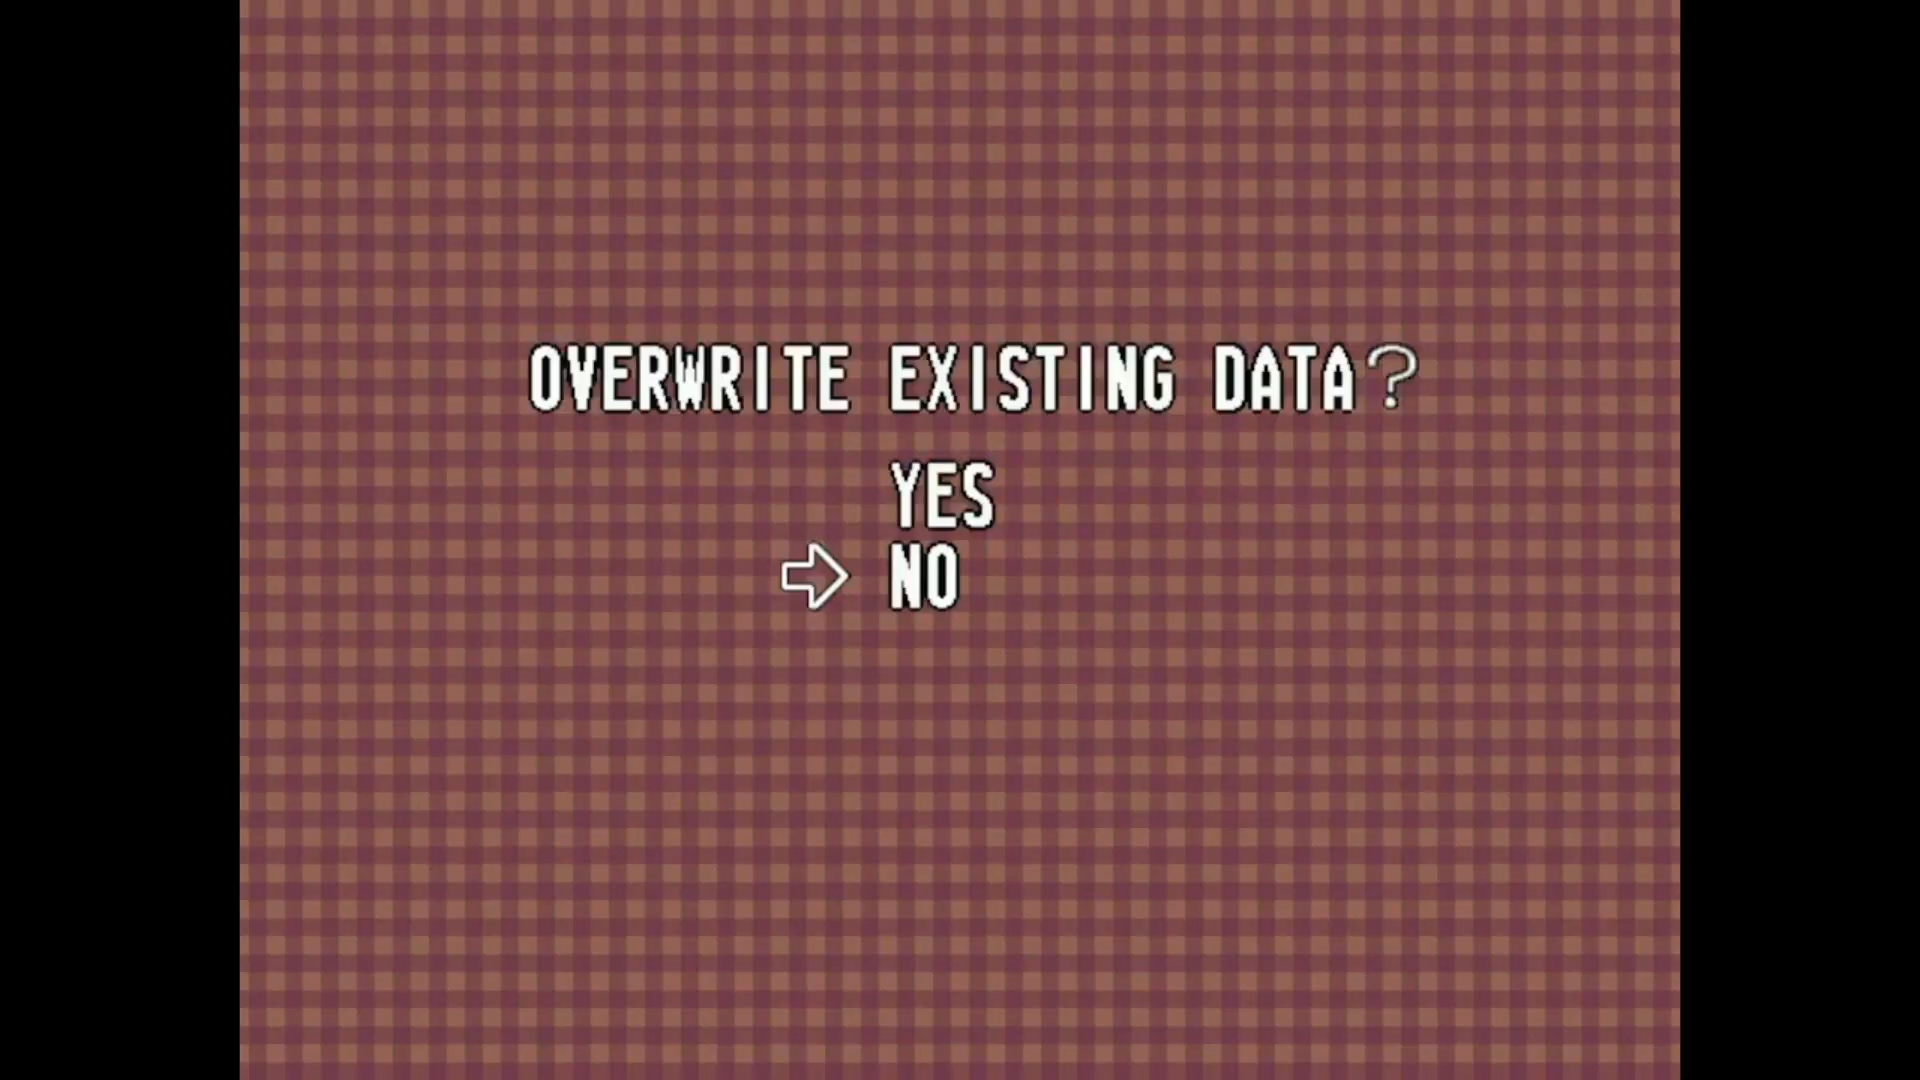 OVERWRITE EXISTING DATA?
YES
NO